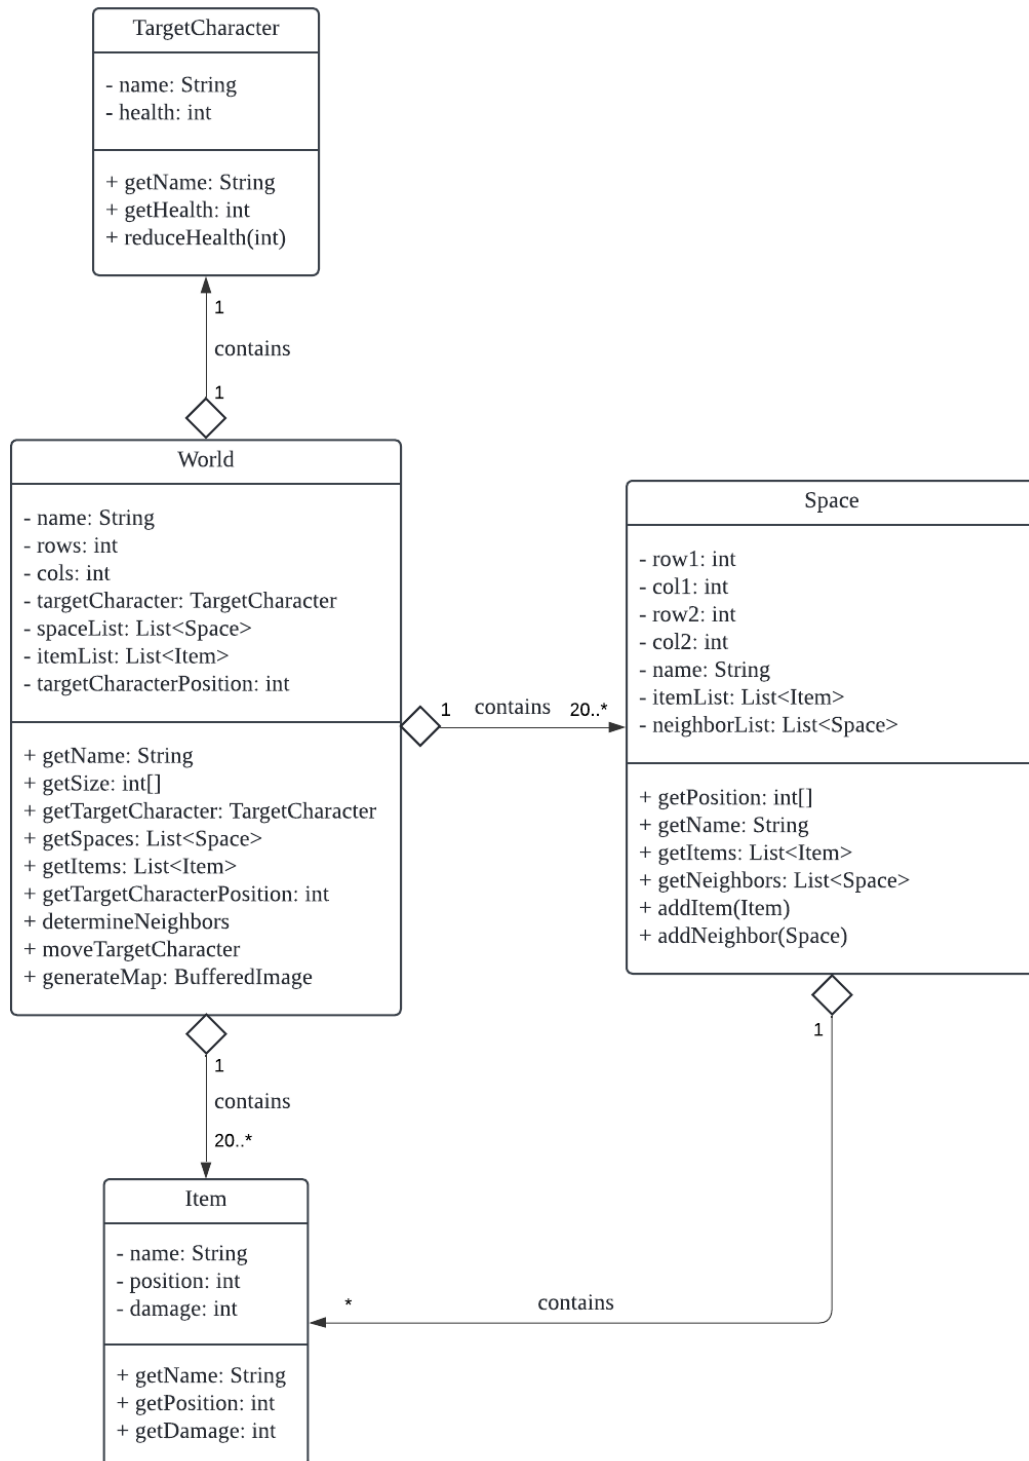 TargetCharacter
- name: String
- health: int
+ getName: String
+ getHealth: int
+ reduceHealth(int)
1
contains
1
World
- name: String
- rows: int
- cols: int
- targetCharacter: TargetCharacter
- spaceList: List<Space>
- itemList: List<Item>
- targetCharacterPosition: int
+ getName: String
+ getSize: int[]
+ getTargetCharacter: TargetCharacter
+ getSpaces: List<Space>
+ getItems: List<Item>
+ getTargetCharacterPosition: int
+ determineNeighbors
+ moveTargetCharacter
+ generateMap: BufferedImage
1 contains 20..*
Space
- row1: int
- col1: int
- row2: int
- col2: int
- name: String
- itemList: List<Item>
- neighborList: List<Space>
+ getPosition: int[]
+ getName: String
+ getItems: List<Item>
+ getNeighbors: List<Space>
+ addItem(Item)
+ addNeighbor(Space)
1
contains
20..*
1
* contains
Item
- name: String
- position: int
- damage: int
+ getName: String
+ getPosition: int
+ getDamage: int